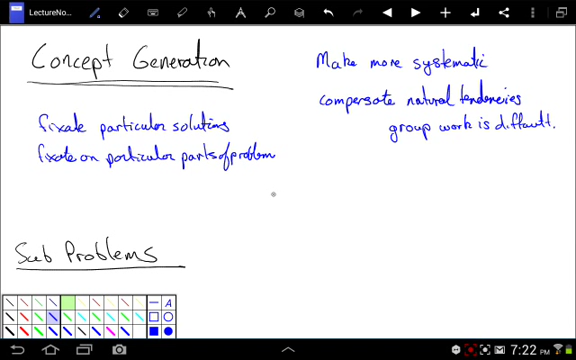 LectureNo...
Concept Generation
fixate particular solutions
fixate on particular parts of problem
Make more systematic
compensate natural tendencies
group work is difficult.
Sub Problems
A
7:22